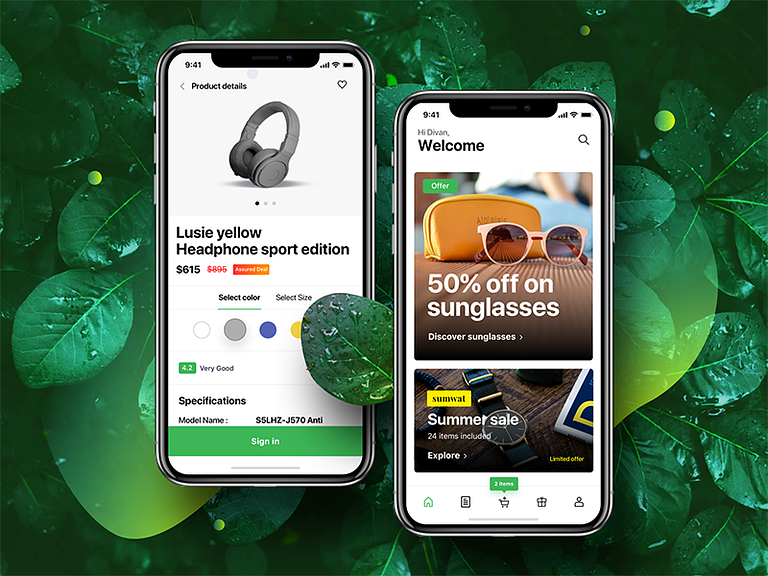 9:41
Product details
Lusie yellow
Headphone sport edition
$615 $895 Assured Deal
Select color Select Size
4.2 Very Good
Specifications
Model Name : S5LHZ-J570 Anti
Sign in
9:41
Hi Divan,
Welcome
Offer
50% off on
sunglasses
Discover sunglasses
sumwat
Summer sale
24 items included
Explore
Limited offer
2 items